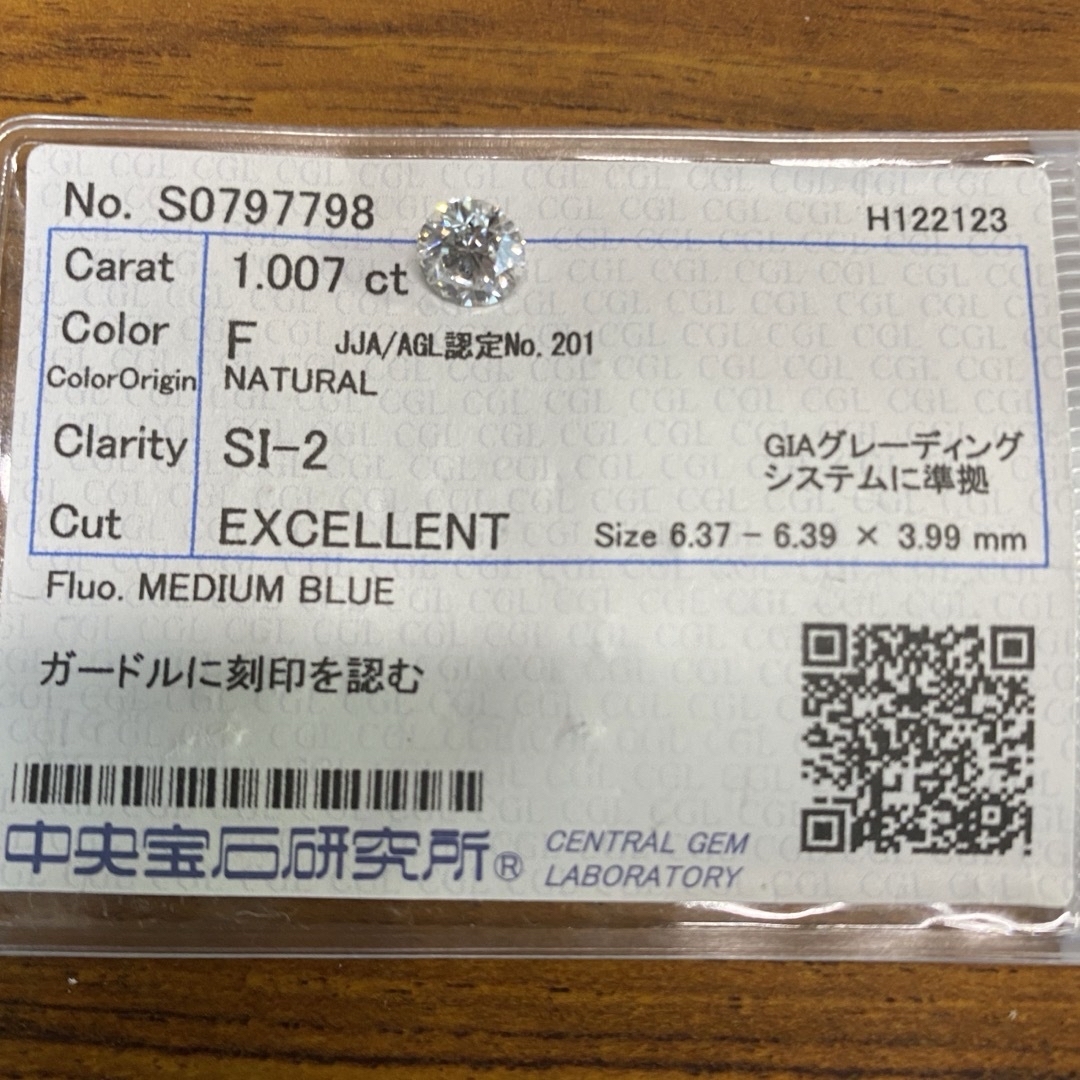 No. S0797798 H122123
Carat 1.007 ct
Color F JJA/AGL認定No. 201
ColorOrigin NATURAL
Clarity SI-2 GIAグレーディング
システムに準拠
Cut EXCELLENT Size 6.37 - 6.39 × 3.99 mm
Fluo. MEDIUM BLUE
ガードルに刻印を認む
中央宝石研究所® CENTRAL GEM
LABORATORY